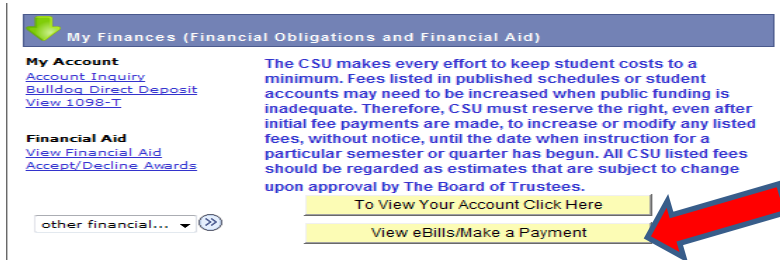 My Finances (Financial Obligations and Financial Aid)
My Account
Account Inquiry
Bulldog Direct Deposit
View 1098-T
Financial Aid
View Financial Aid
Accept/Decline Awards
other financial...
The CSU makes every effort to keep student costs to a
minimum. Fees listed in published schedules or student
accounts may need to be increased when public funding is
inadequate. Therefore, CSU must reserve the right, even after
initial fee payments are made, to increase or modify any listed
fees, without notice, until the date when instruction for a
particular semester or quarter has begun. All CSU listed fees
should be regarded as estimates that are subject to change
upon approval by The Board of Trustees.
To View Your Account Click Here
View eBills/Make a Payment